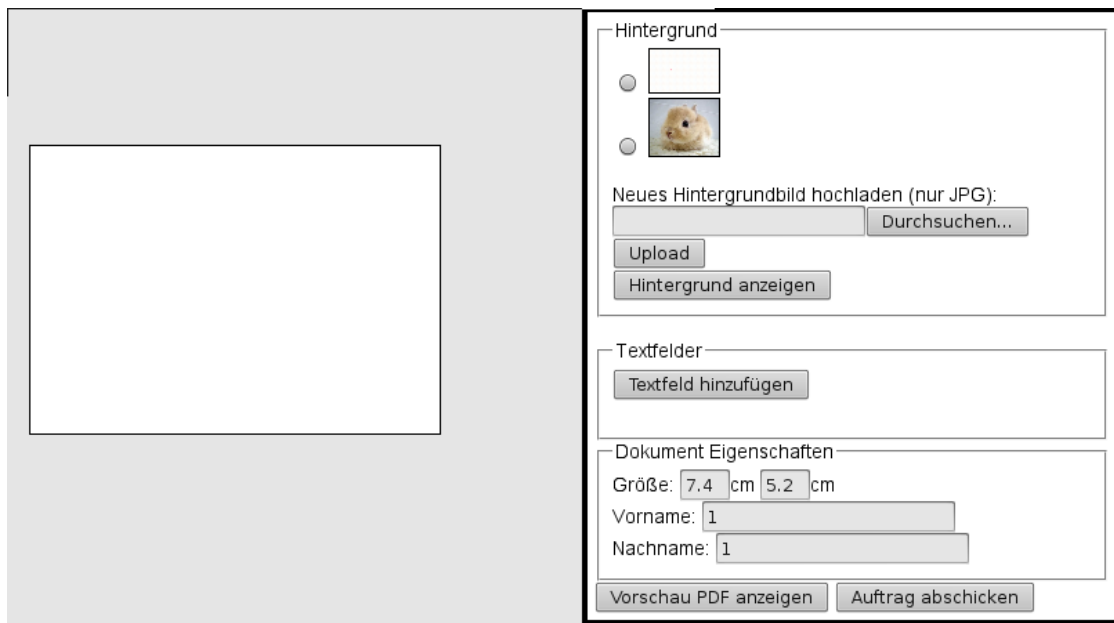 Hintergrund
Neues Hintergrundbild hochladen (nur JPG):
Durchsuchen...
Upload
Hintergrund anzeigen
Textfelder
Textfeld hinzufügen
Dokument Eigenschaften
Größe: 7.4 cm 5.2 cm
Vorname: 1
Nachname: 1
Vorschau PDF anzeigen Auftrag abschicken